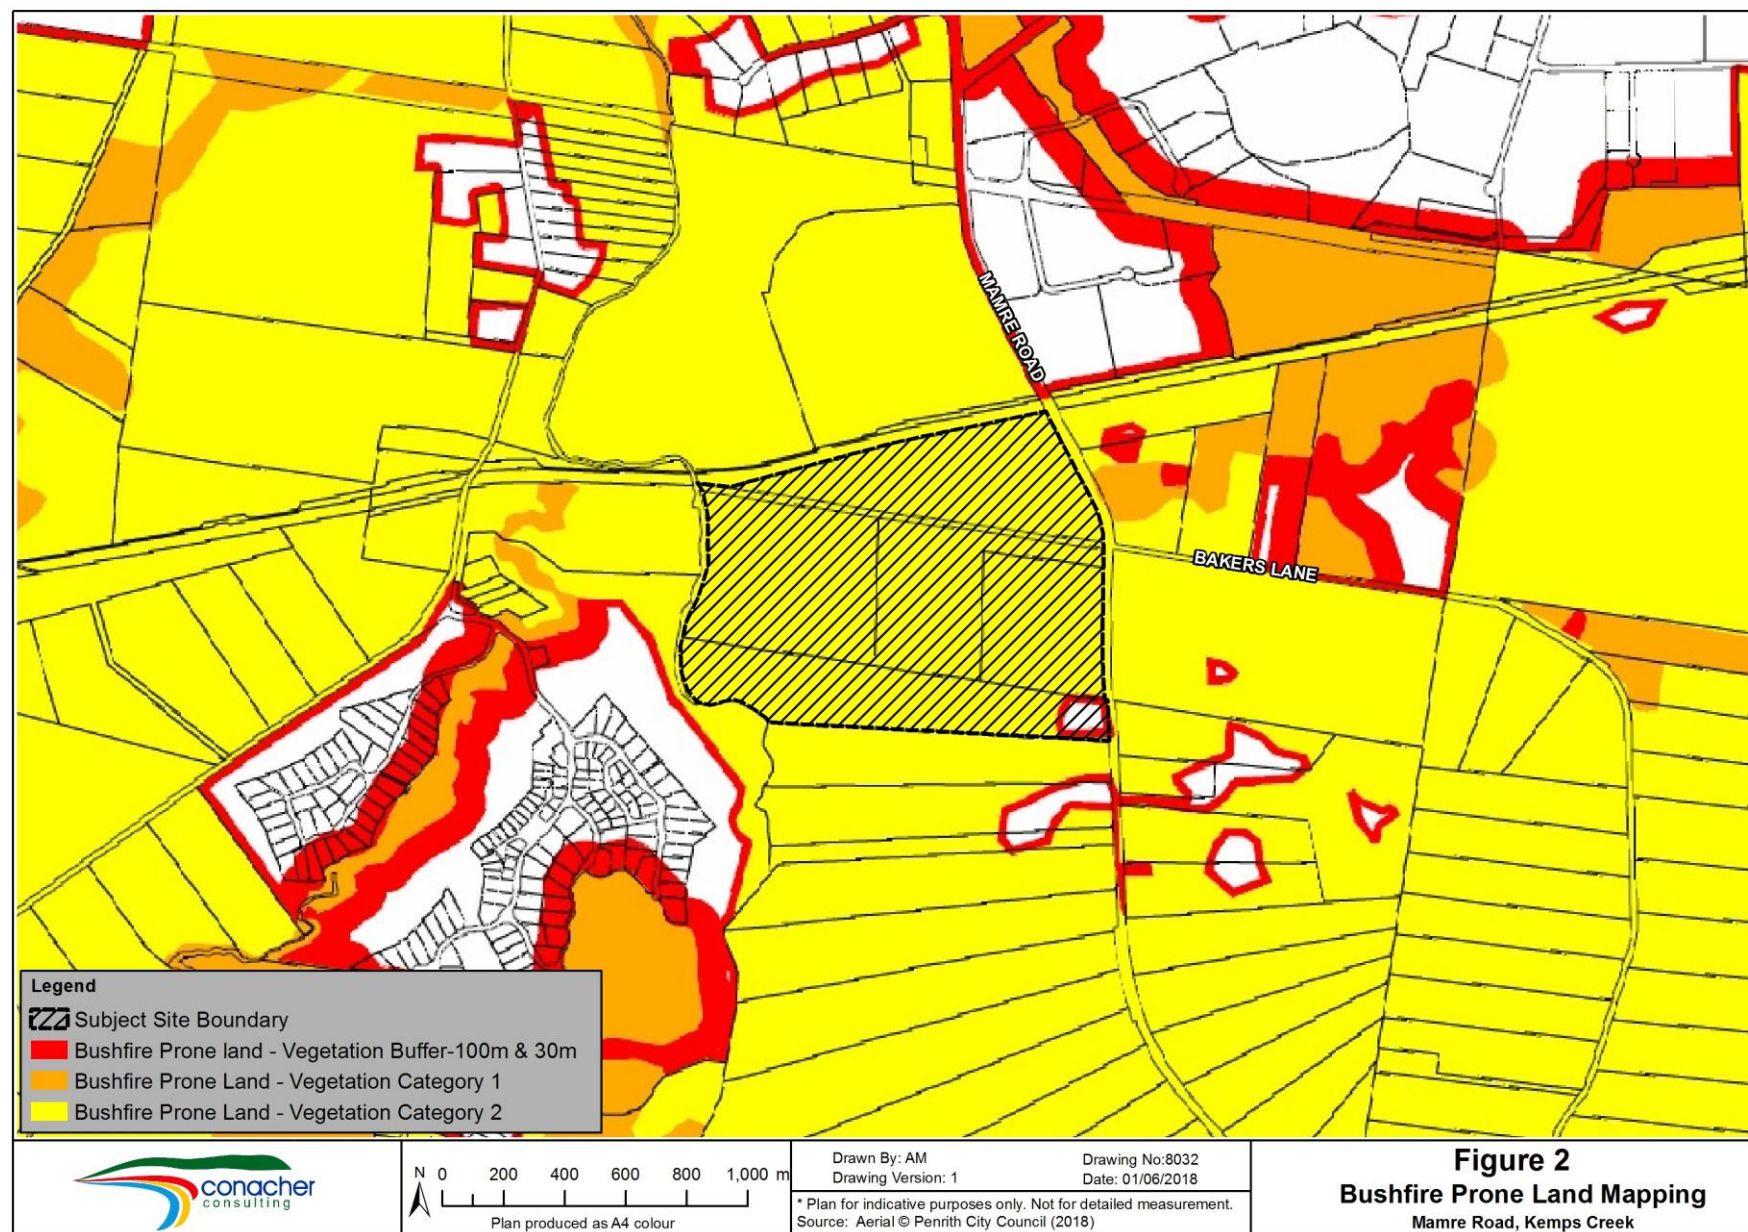 MAMRE ROAD
BAKERS LANE
Legend
Subject Site Boundary
Bushfire Prone land - Vegetation Buffer-100m & 30m
Bushfire Prone Land - Vegetation Category 1
Bushfire Prone Land - Vegetation Category 2
conacher
consulting
N 0 200 400 600 800 1,000 m
Plan produced as A4 colour
Drawn By: AM
Drawing Version: 1
Drawing No:8032
Date: 01/06/2018
* Plan for indicative purposes only. Not for detailed measurement.
Source: Aerial © Penrith City Council (2018)
Figure 2
Bushfire Prone Land Mapping
Mamre Road, Kemps Creek